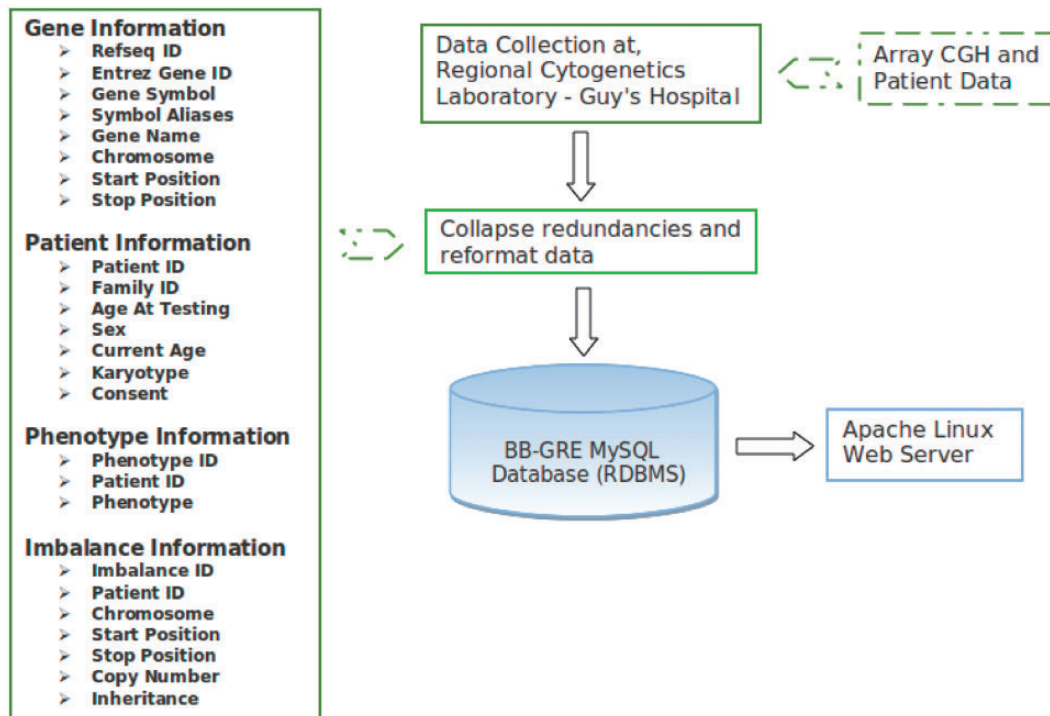 Gene Information
Refseq ID
Entrez Gene ID
Gene Symbol
Symbol Aliases
Gene Name
Chromosome
Start Position
Stop Position
Patient Information
Patient ID
Family ID
Age At Testing
Sex
Current Age
Karyotype
Consent
Phenotype Information
Phenotype ID
Patient ID
Phenotype
Imbalance Information
Imbalance ID
Patient ID
Chromosome
Start Position
Stop Position
Copy Number
Inheritance
Data Collection at,
Regional Cytogenetics
Laboratory - Guy's Hospital
Array CGH and
Patient Data
Collapse redundancies and
reformat data
BB-GRE MySQL
Database (RDBMS)
Apache Linux
Web Server